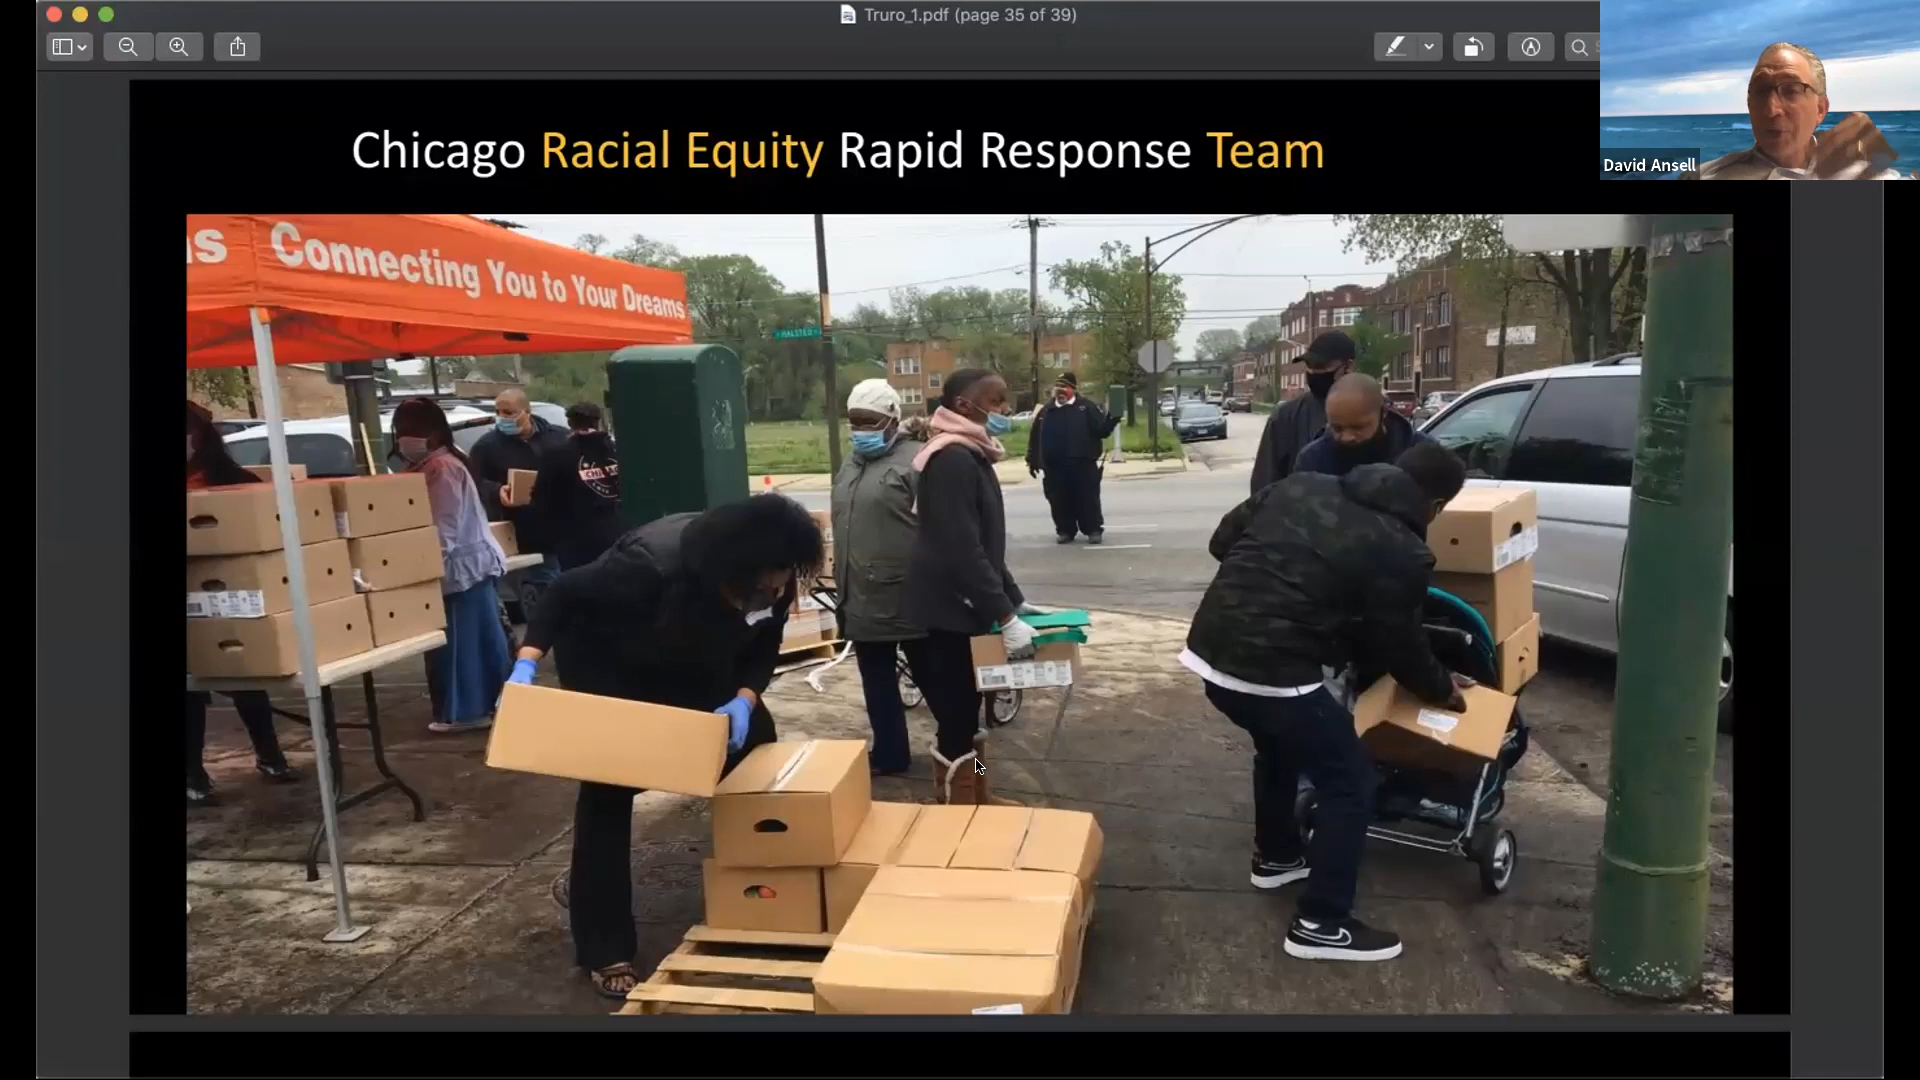 Truro_1.pdf (page 35 of 39)
David Ansell
Chicago Racial Equity Rapid Response Team
s Connecting You to Your Dreams
HALSTED